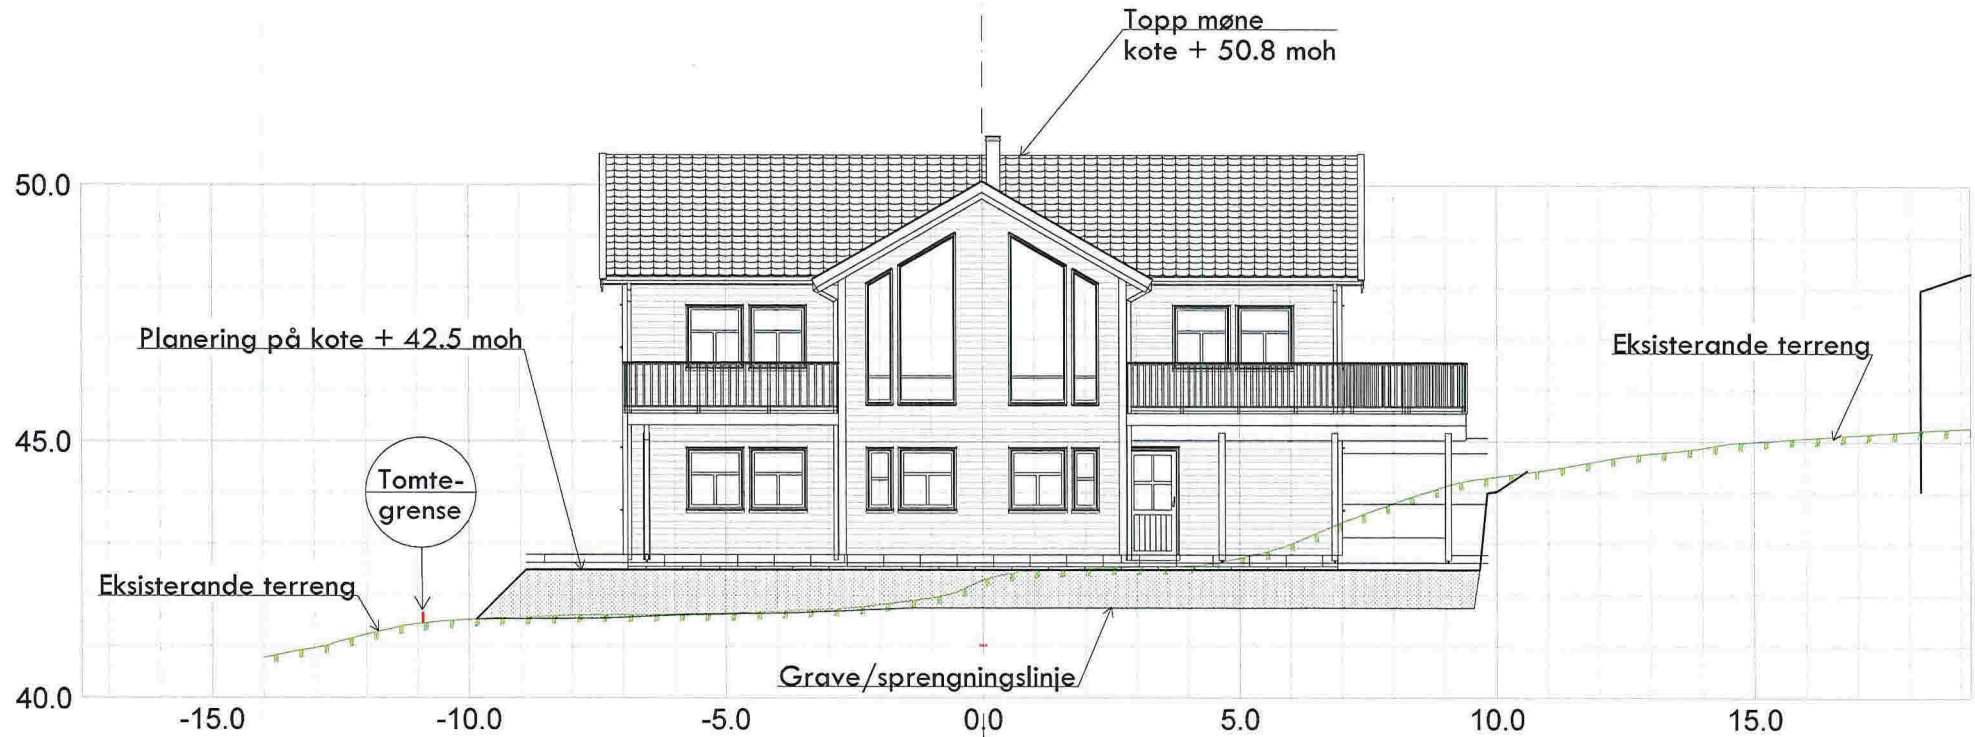 Topp møne
kote + 50.8 moh
50.0
Planering på kote + 42.5 moh
Eksisterande terreng
45.0
Tomte-
grense
Eksisterande terreng
Grave/sprengningslinje
40.0
-15.0
-10.0
-5.0
0.0
5.0
10.0
15.0